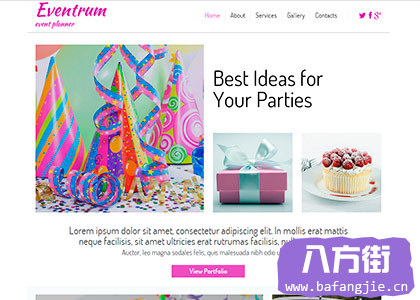 Eventrum
event planner
Home About Services Gallery Contacts
Best Ideas for
Your Parties
Lorem ipsum dolor sit amet, consectetur adipiscing elit. In mollis erat mattis
neque facilisis, sit amet ultricies erat rutrumas facilisis, nulla
Auctor, leo magna sodales felis, quis malesuada nibh odio
View Portfolio
八方街
www.bafangjie.cn